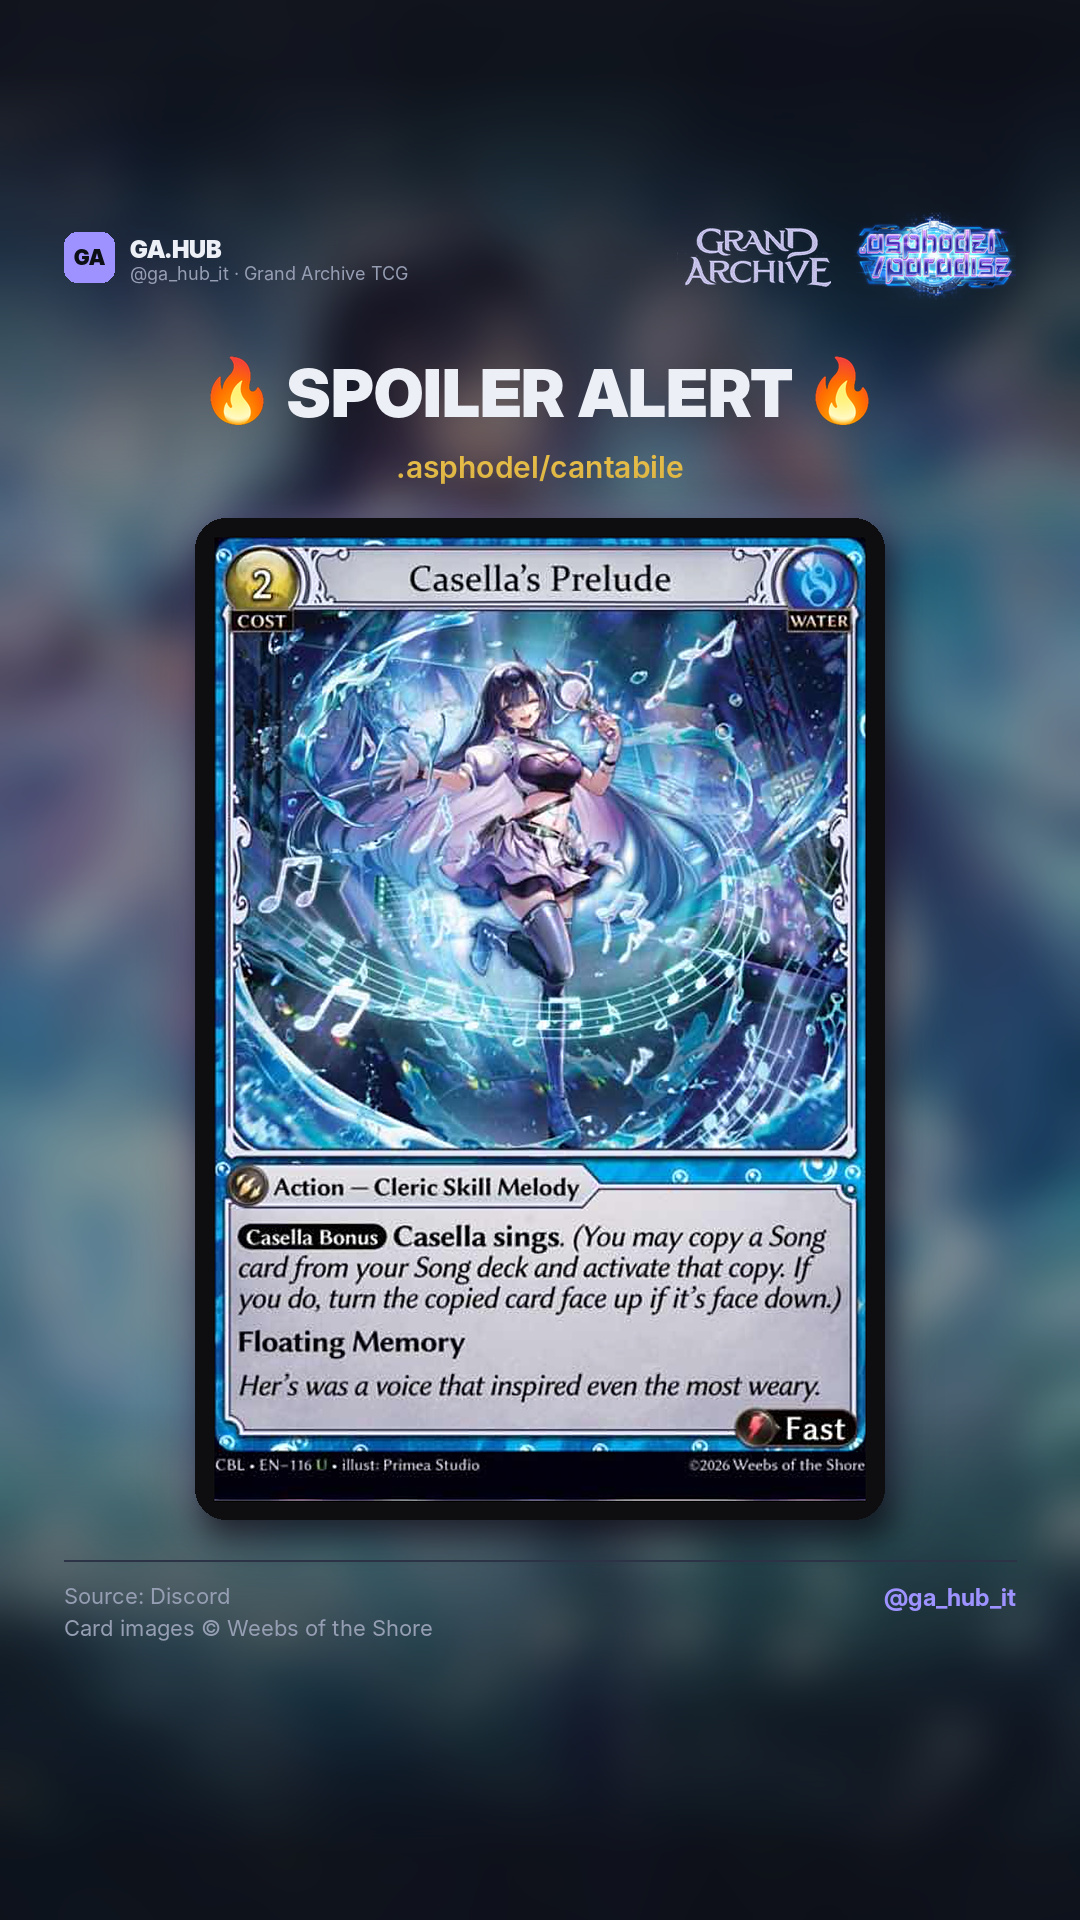 GA
GA.HUB
@ga_hub_it · Grand Archive TCG
GRAND
ARCHIVE
.asphodel
/paradise
🔥 SPOILER ALERT 🔥
.asphodel/cantabile
2
COST
Casella's Prelude
WATER
Action — Cleric Skill Melody
Casella Bonus Casella sings. (You may copy a Song
card from your Song deck and activate that copy. If
you do, turn the copied card face up if it's face down.)
Floating Memory
Her's was a voice that inspired even the most weary.
Fast
CBL • EN-116 U • illust: Primea Studio
©2026 Weebs of the Shore
Source: Discord
@ga_hub_it
Card images © Weebs of the Shore